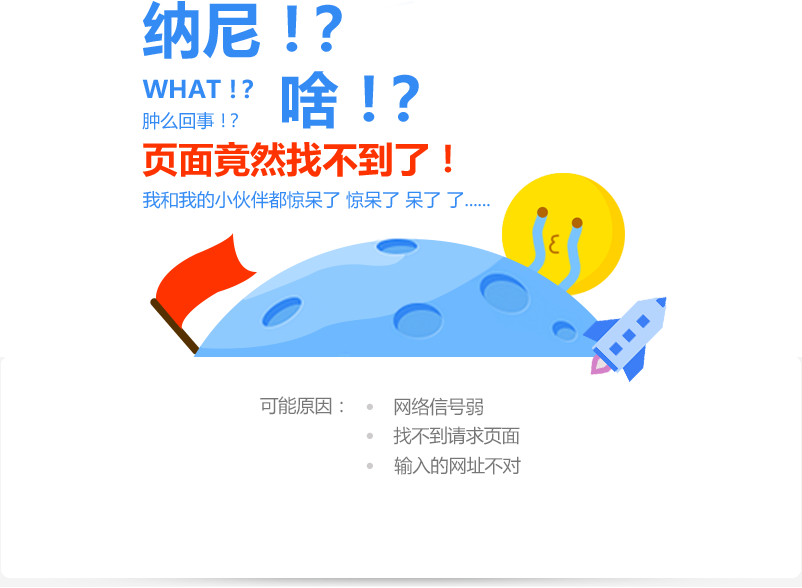 纳尼！？
WHAT！？
啥！？
肿么回事！？
页面竟然找不到了！
我和我的小伙伴都惊呆了 惊呆了 呆了 了......
可能原因：
网络信号弱
找不到请求页面
输入的网址不对